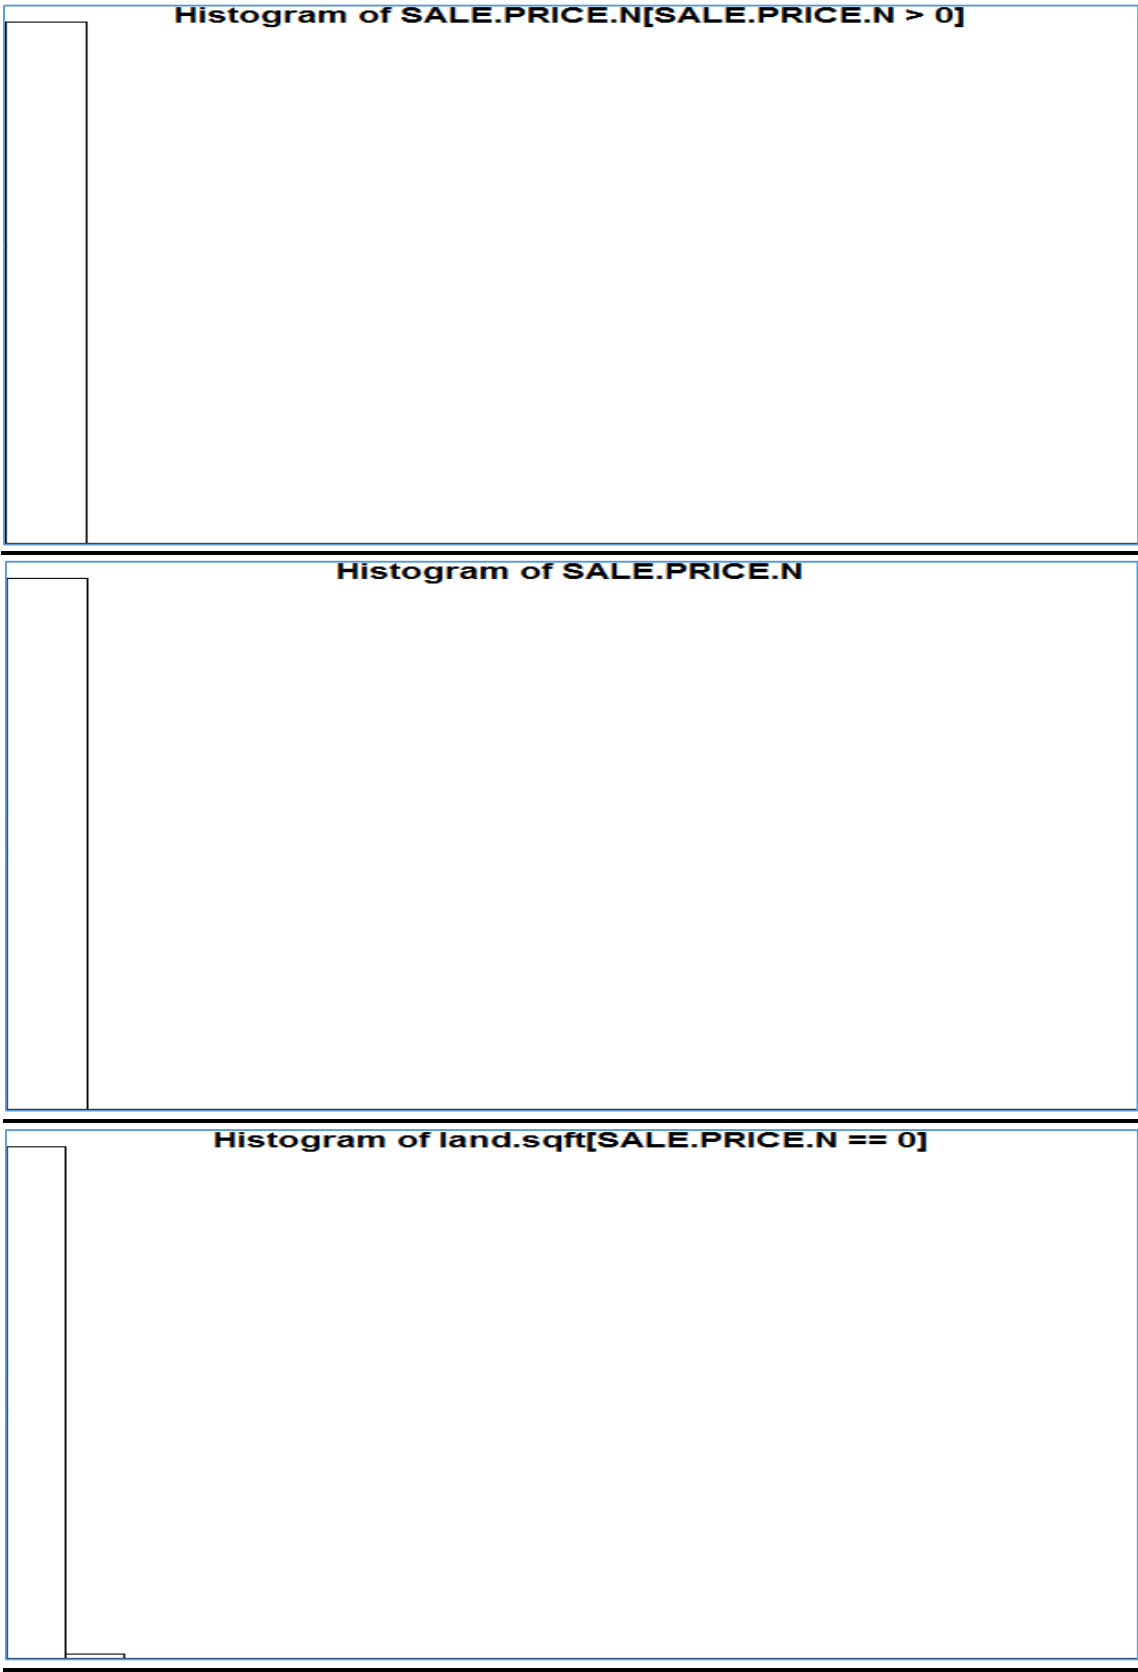 Histogram of SALE.PRICE.N[SALE.PRICE.N > 0]
Histogram of SALE.PRICE.N
Histogram of land.sqft[SALE.PRICE.N == 0]